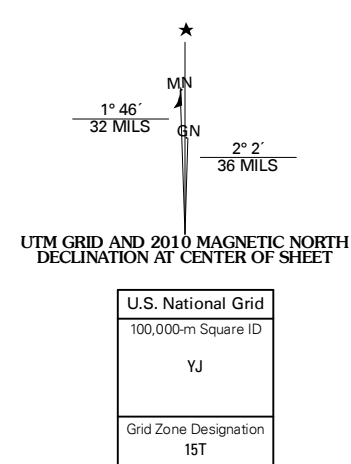 ★
MN
1° 46´
32 MILS
GN
2° 2´
36 MILS
UTM GRID AND 2010 MAGNETIC NORTH
DECLINATION AT CENTER OF SHEET
U.S. National Grid
100,000-m Square ID
YJ
Grid Zone Designation
15T